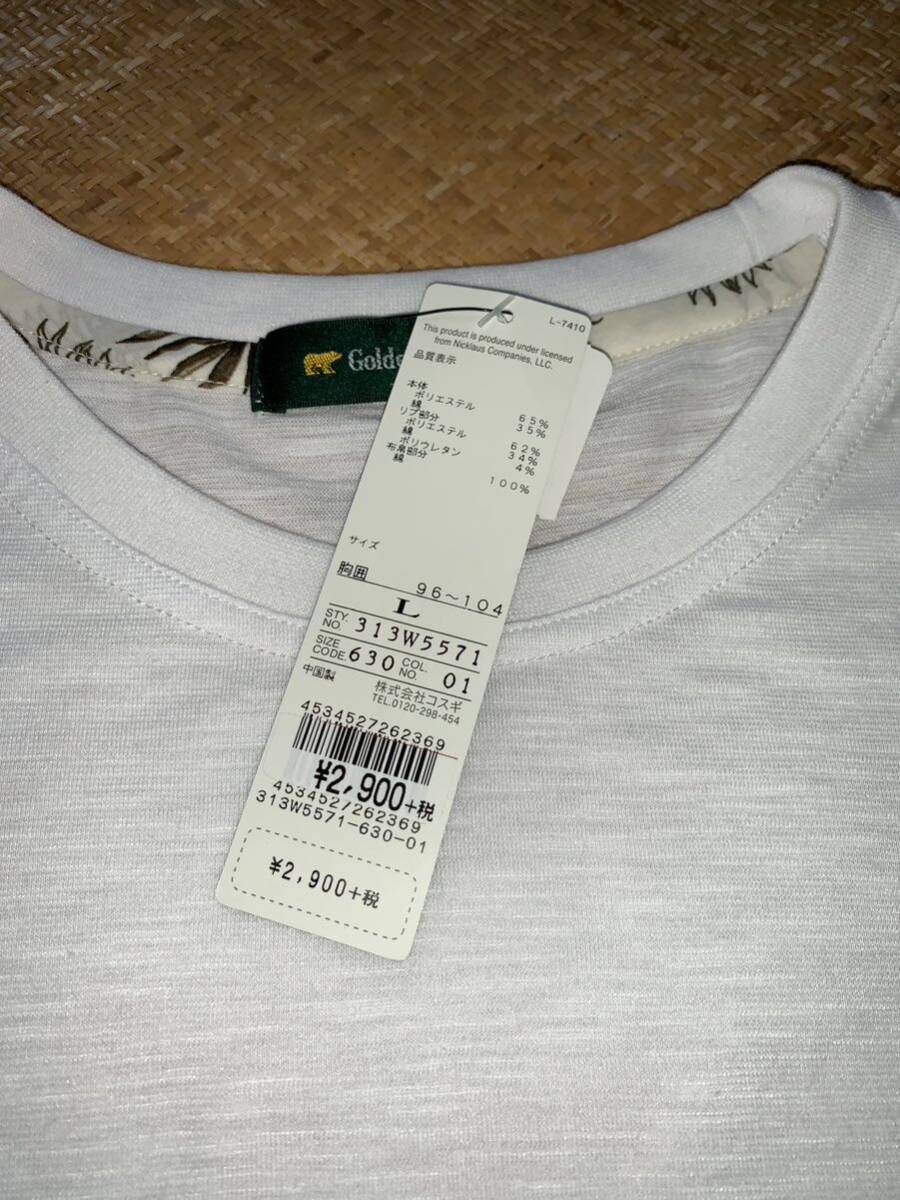 Golde
L-7410
This product is produced under licensed
from Nicklaus Companies, LLC.
品質表示
本体
ポリエステル 65%
綿 35%
リブ部分
ポリエステル 62%
綿 34%
ポリウレタン 4%
布帛部分
綿 100%
サイズ
胸囲 96~104
L
STY. NO. 313W5571
SIZE CODE. 630 COL. NO. 01
中国製 株式会社コスギ
TEL.0120-298-454
4534527262369
¥2,900+税
4534527262369
313W5571-630-01
¥2,900+税